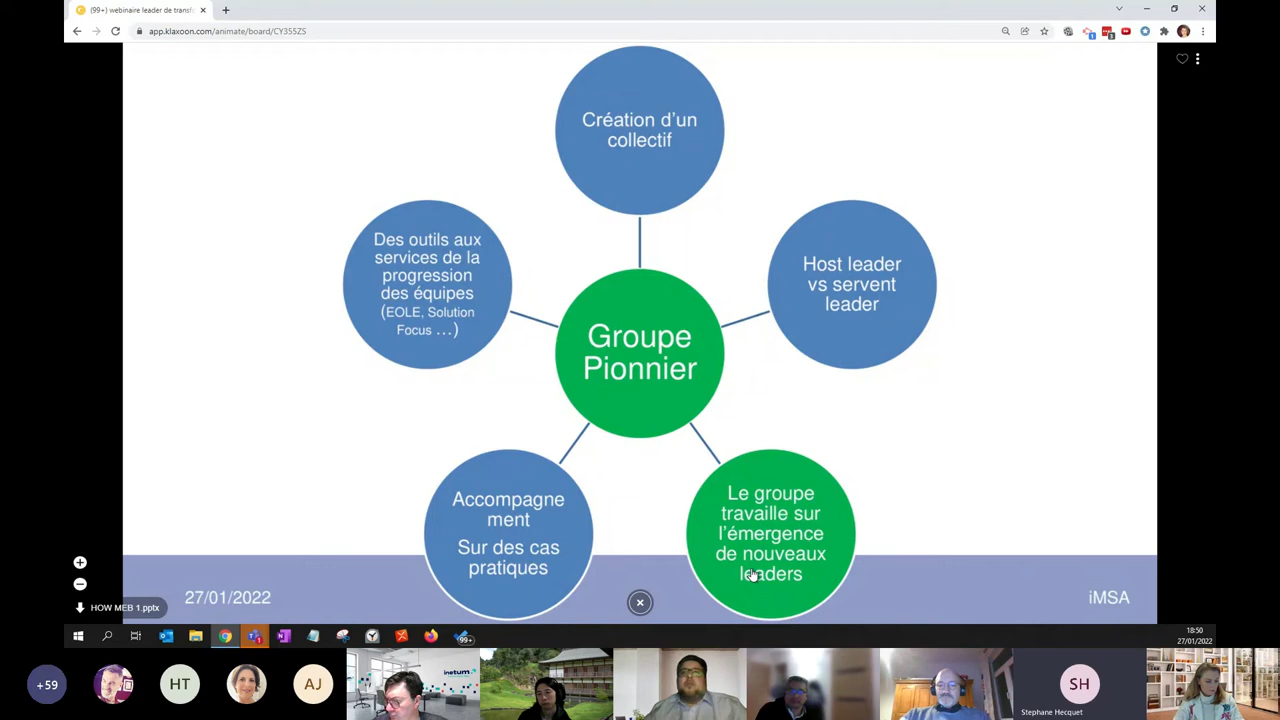 (99+) webinaire leader de transf
app.klaxoon.com/animate/board/CY355ZS
Création d’un
collectif
Des outils aux
services de la
progression
des équipes
(EOLE, Solution
Focus …)
Host leader
vs servent
leader
Groupe
Pionnier
Accompagne
ment
Sur des cas
pratiques
Le groupe
travaille sur
l’émergence
de nouveaux
leaders
27/01/2022
iMSA
HOW MEB 1.pptx
99+
18:50
27/01/2022
+59
HT
AJ
inetum.
SH
Stephane Hecquet